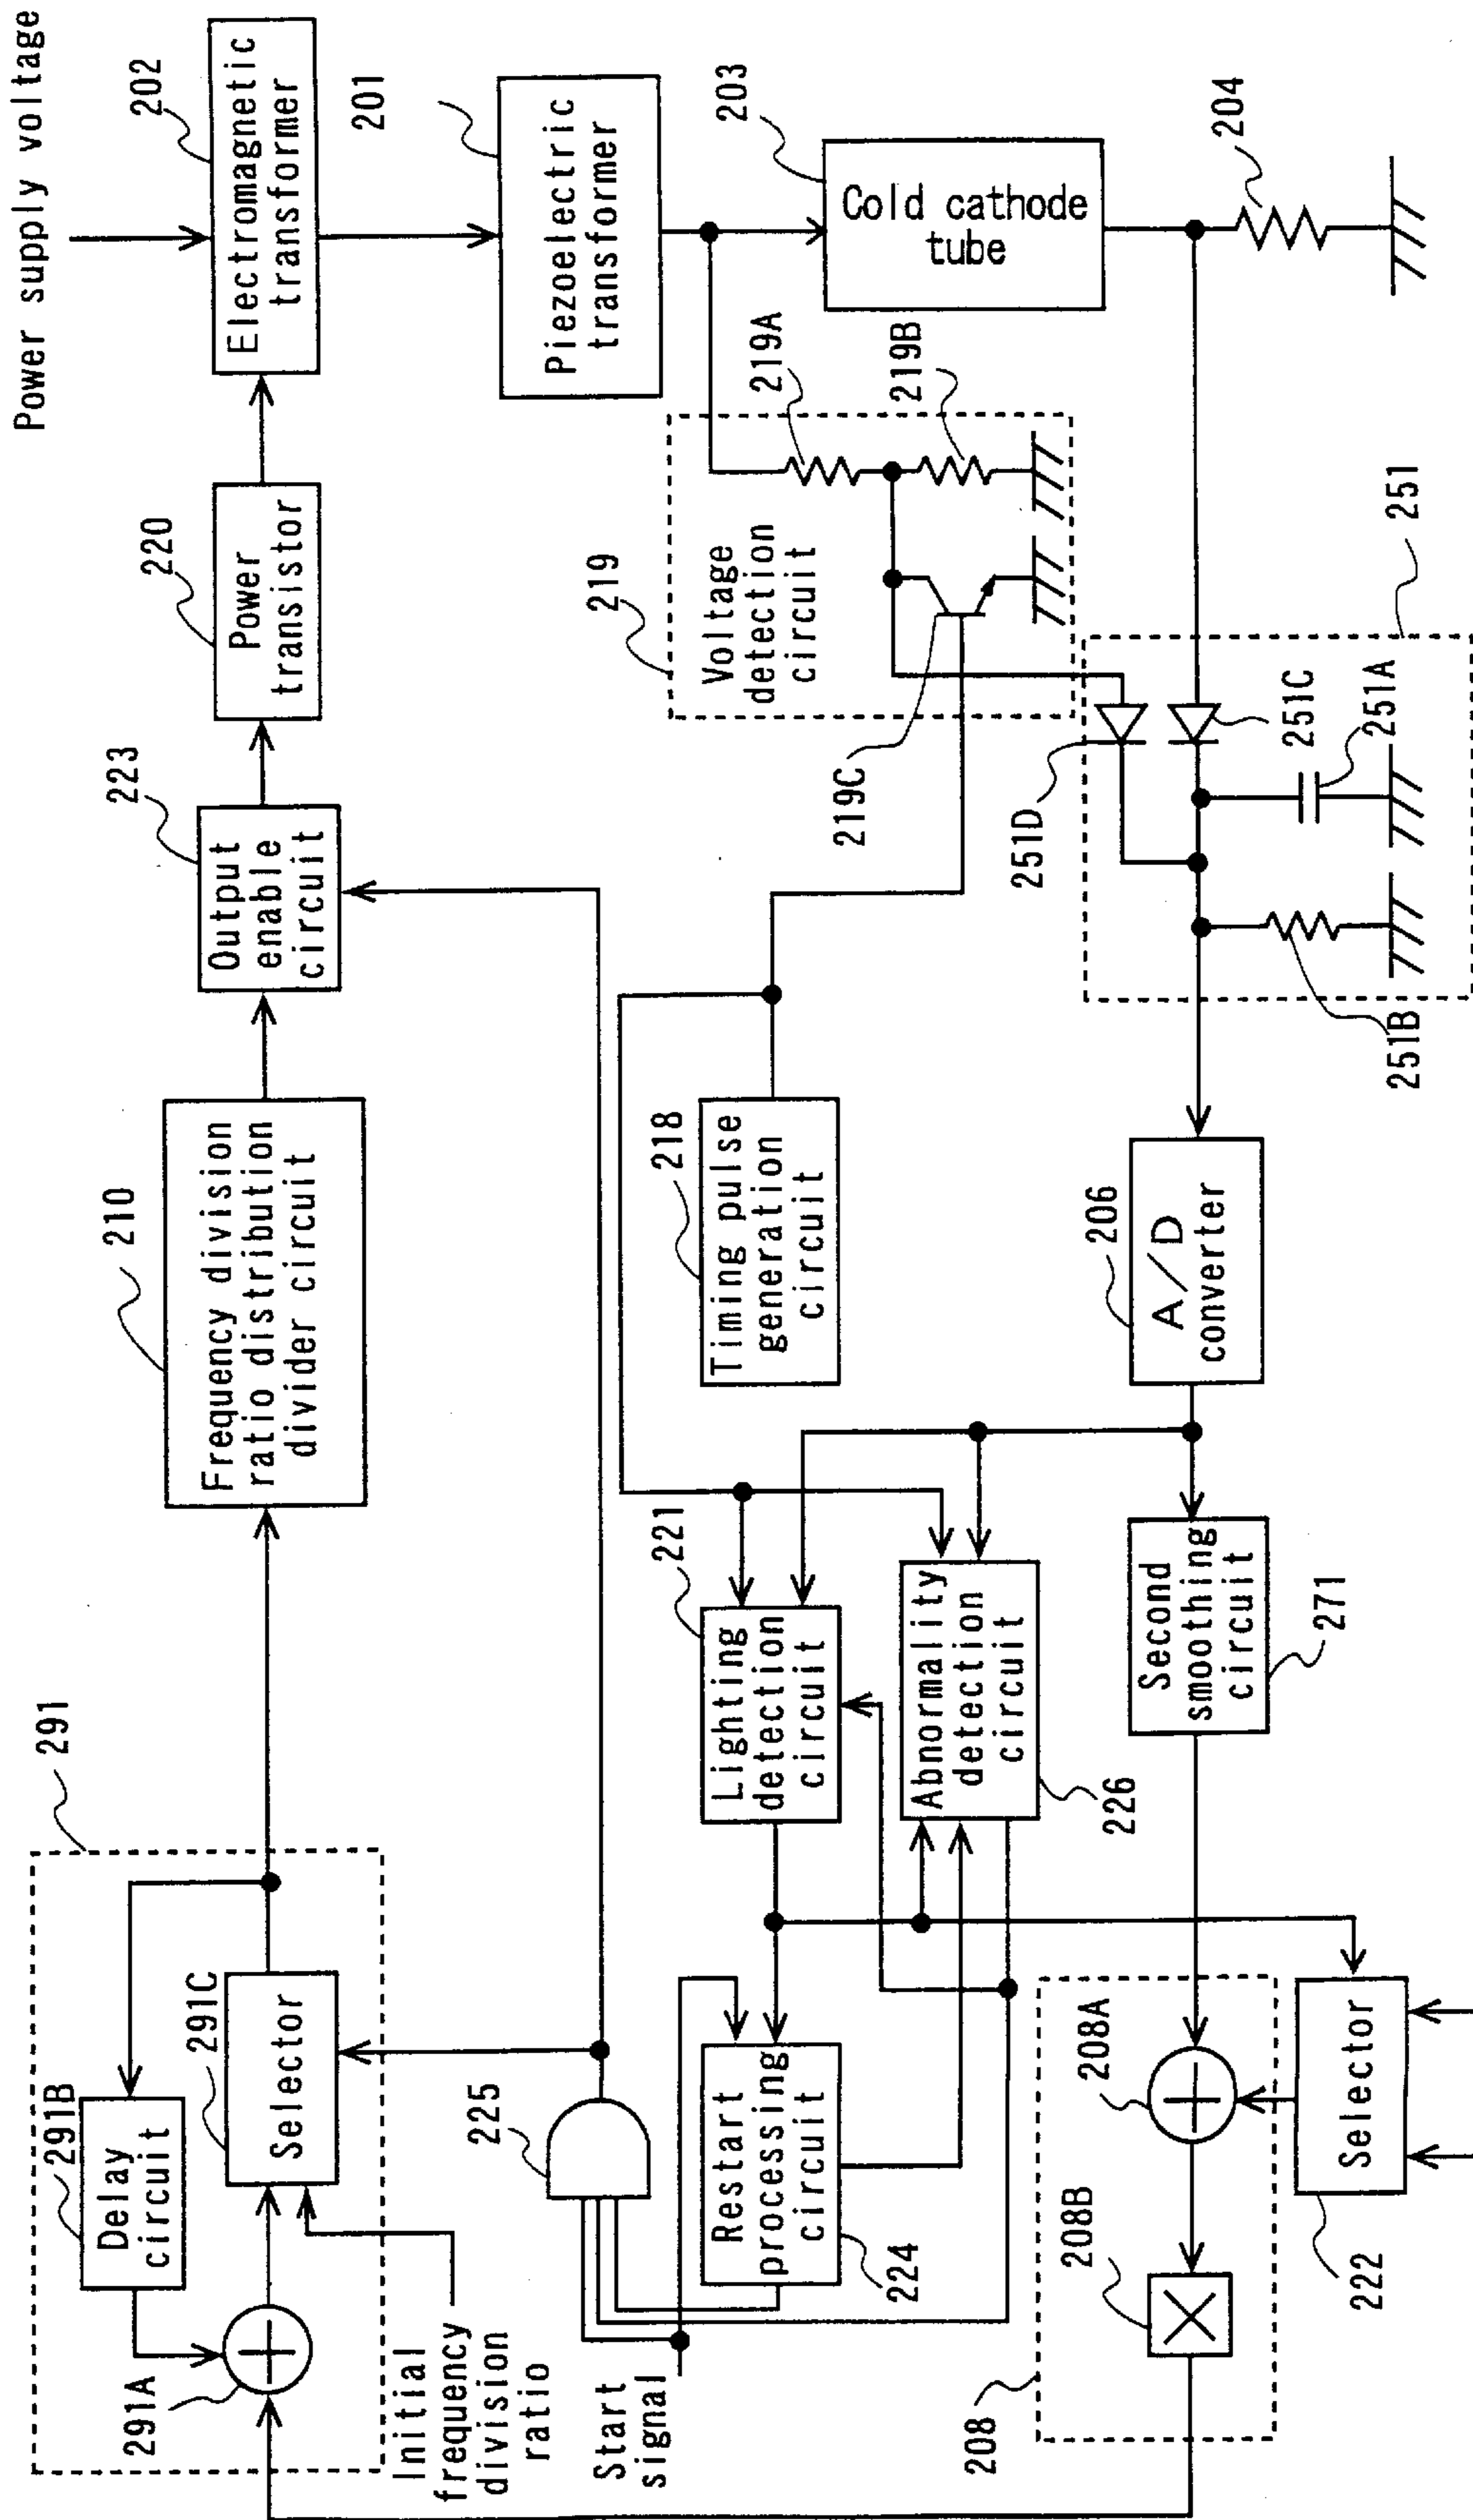 Power supply voltage
202
Electromagnetic
transformer
201
Piezoelectric
transformer
203
Cold cathode
tube
204
220
Power
transistor
223
Output
enable
circuit
210
Frequency division
ratio distribution
divider circuit
291
291B
Delay
circuit
291C
Selector
291A
Initial
frequency
division
ratio
Start
signal
225
219
Voltage
detection
circuit
219A
219B
219C
251
251D
251C
251A
251B
218
Timing pulse
generation
circuit
206
A/D
converter
221
Lighting
detection
circuit
Abnormality
detection
circuit
226
Second
smoothing
circuit
271
Restart
processing
circuit
224
208
208A
208B
Selector
222